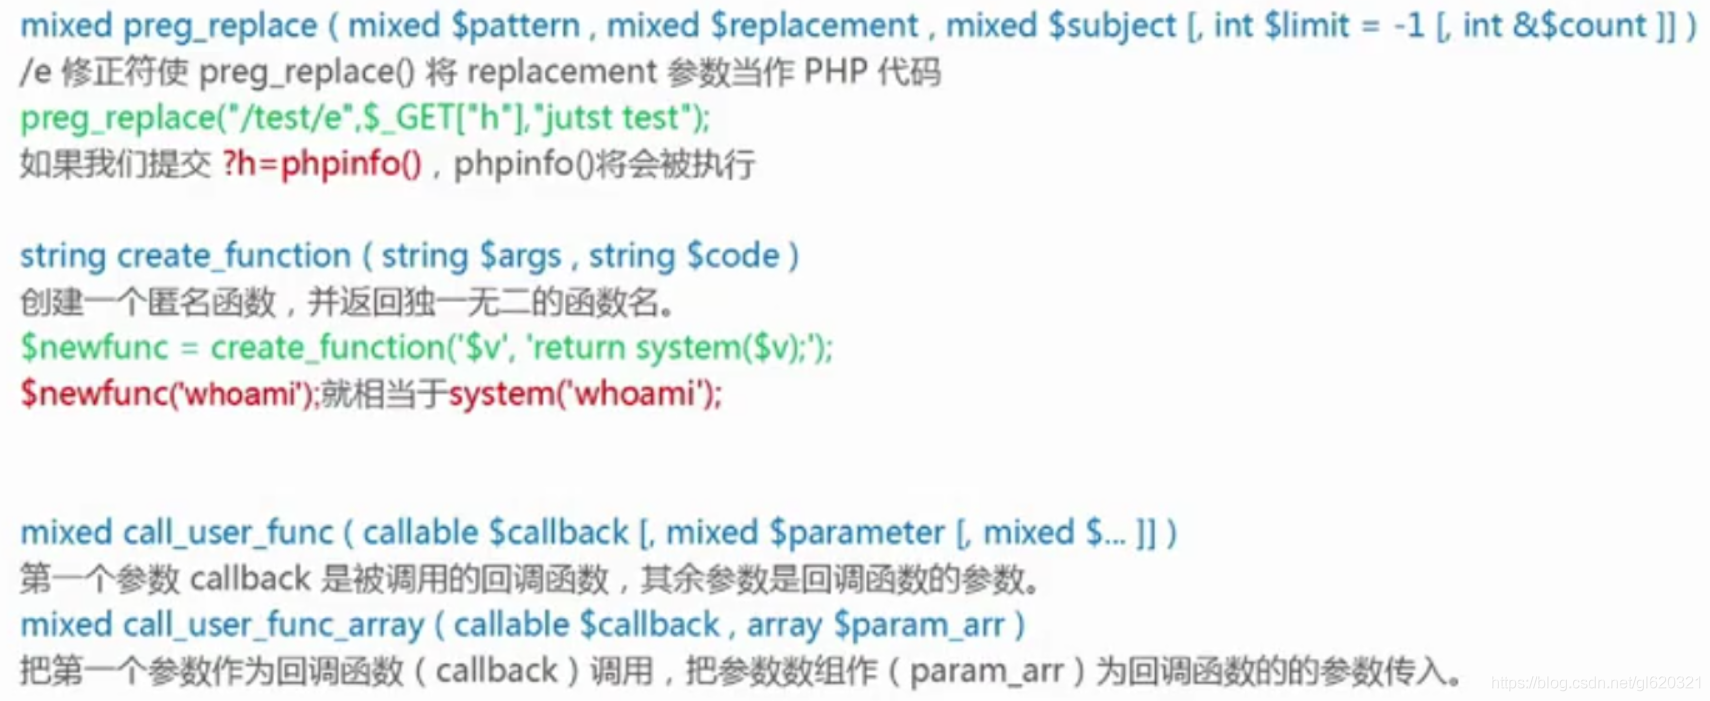 mixed preg_replace ( mixed $pattern , mixed $replacement , mixed $subject [, int $limit = -1 [, int &$count ]] )
/e 修正符使 preg_replace() 将 replacement 参数当作 PHP 代码
preg_replace("/test/e",$_GET["h"],"jutst test");
如果我们提交 ?h=phpinfo()，phpinfo()将会被执行
string create_function ( string $args , string $code )
创建一个匿名函数，并返回独一无二的函数名。
$newfunc = create_function('$v', 'return system($v);');
$newfunc('whoami');就相当于system('whoami');
mixed call_user_func ( callable $callback [, mixed $parameter [, mixed $... ]] )
第一个参数 callback 是被调用的回调函数，其余参数是回调函数的参数。
mixed call_user_func_array ( callable $callback , array $param_arr )
把第一个参数作为回调函数（callback）调用，把参数数组作（param_arr）为回调函数的的参数传入。
https://blog.csdn.net/gl620321